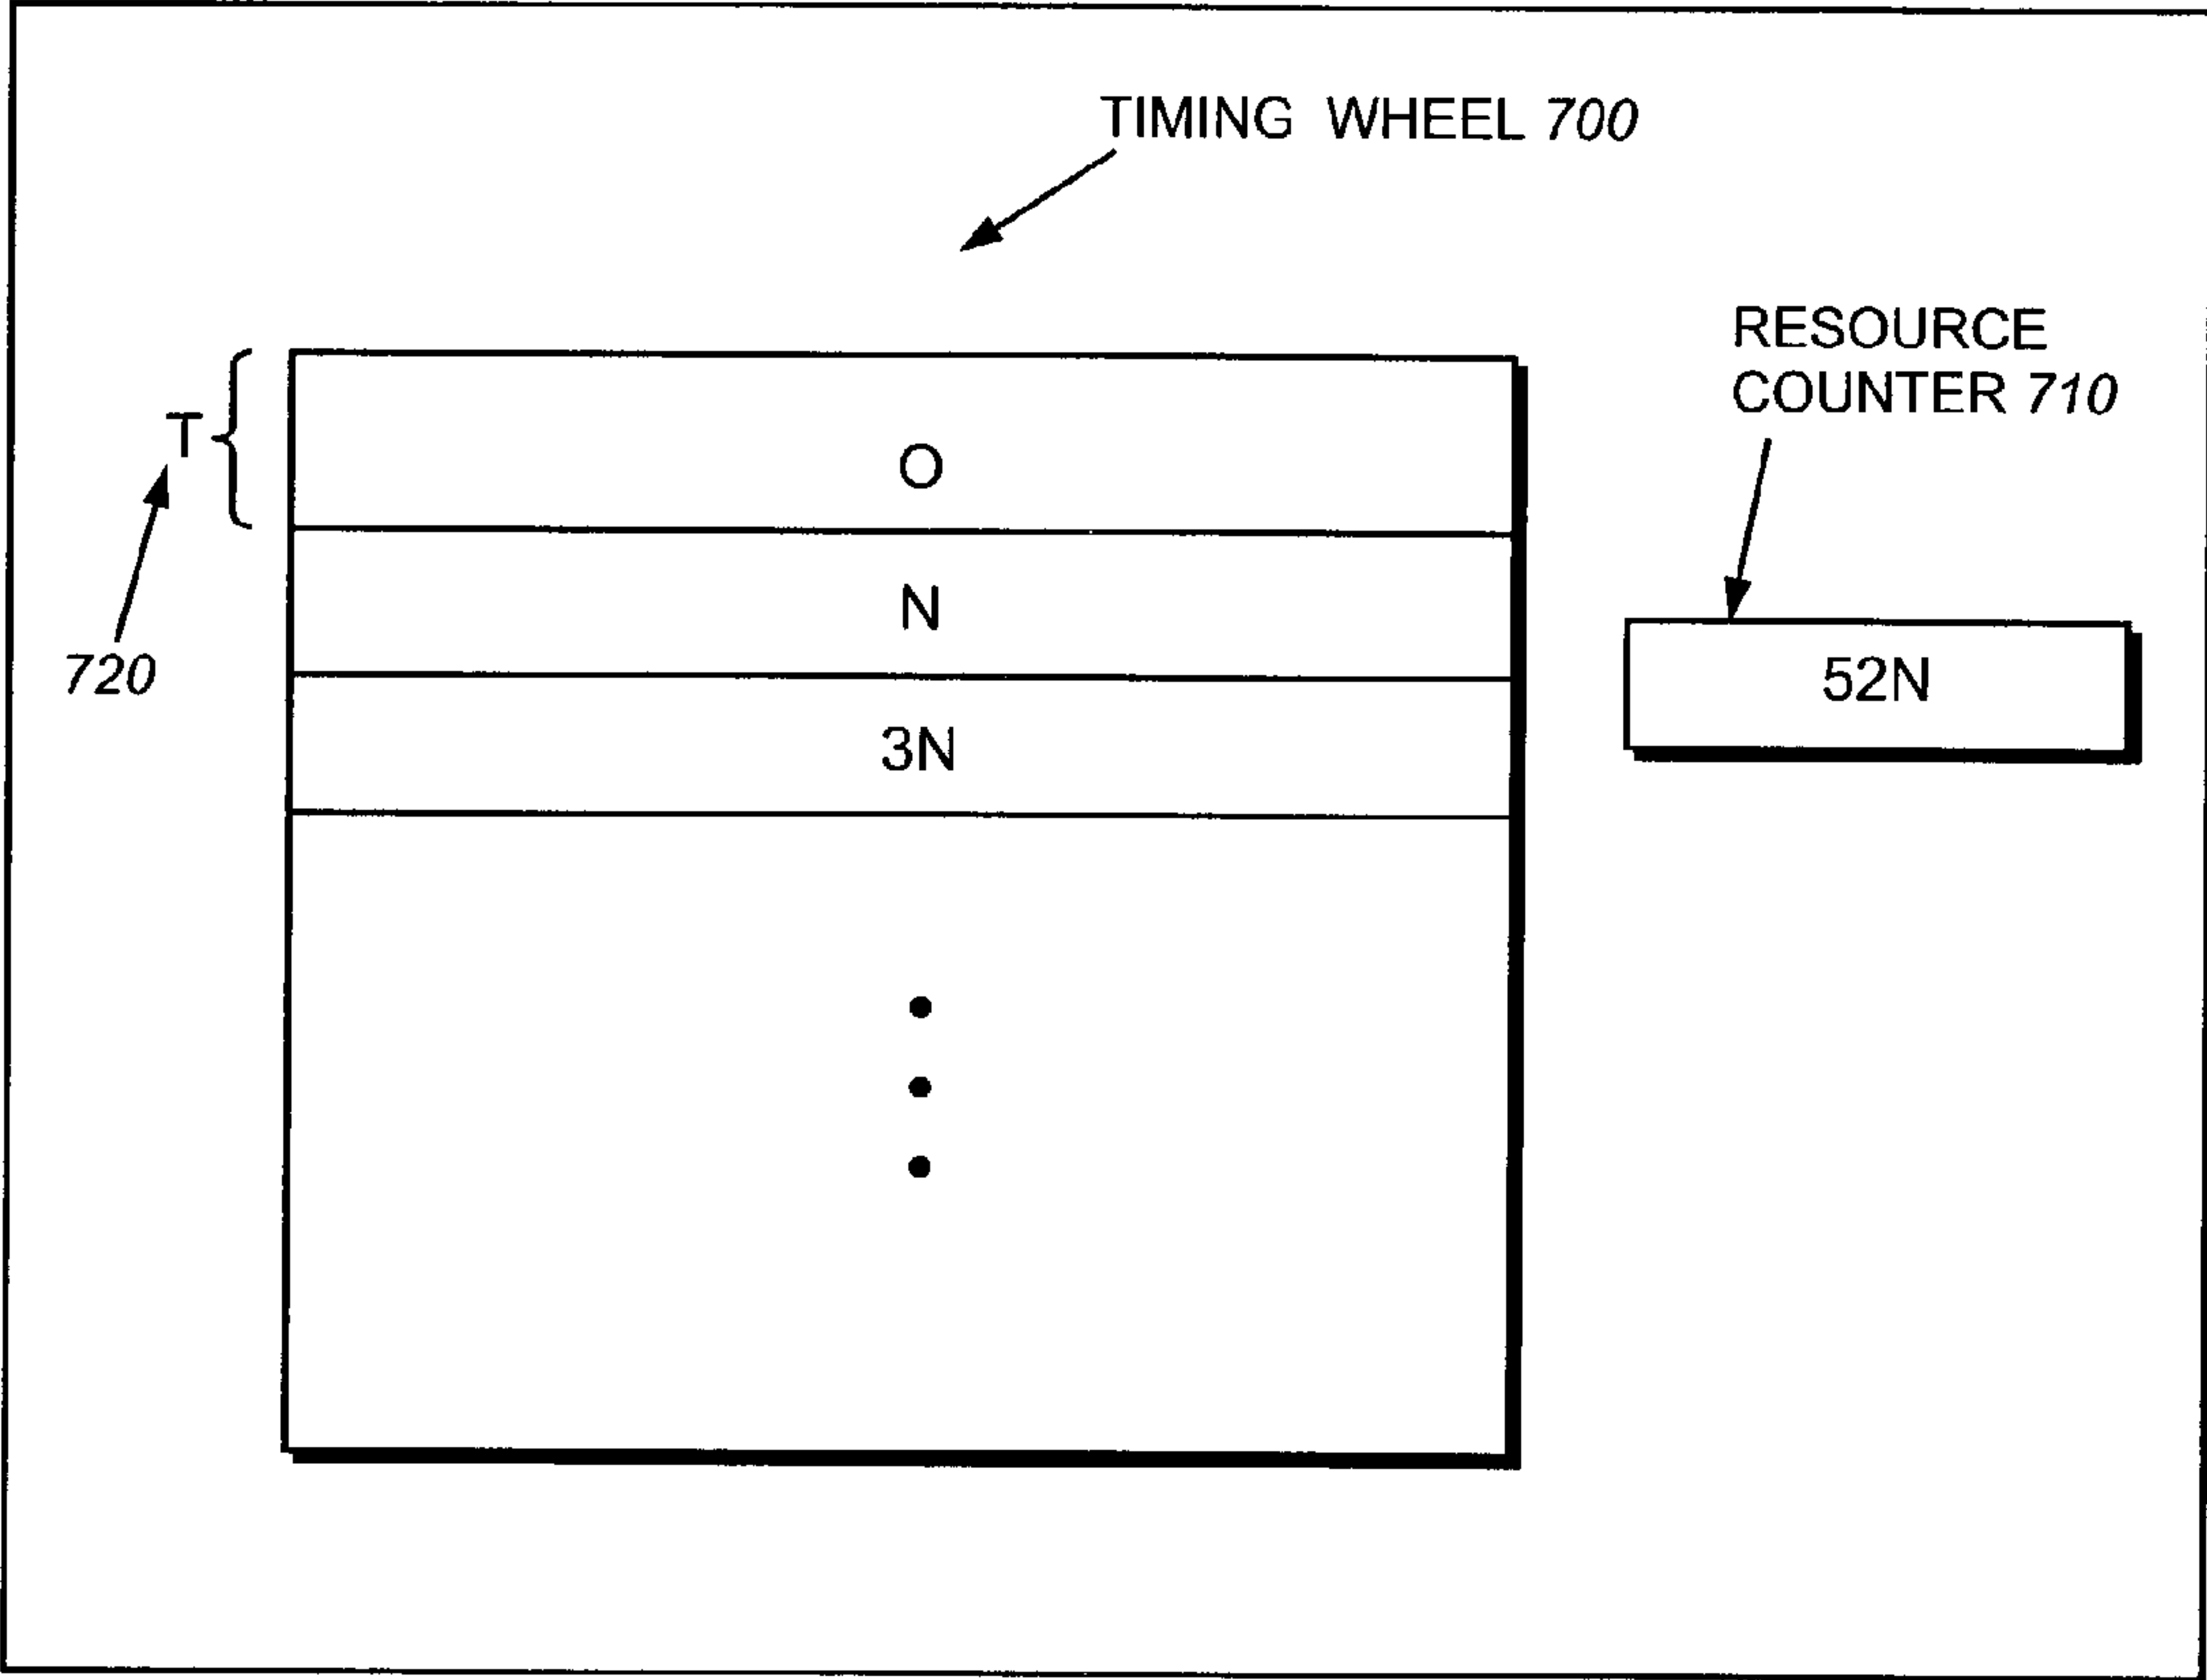 TIMING WHEEL 700
RESOURCE
COUNTER 710
T
O
N
720
52N
3N